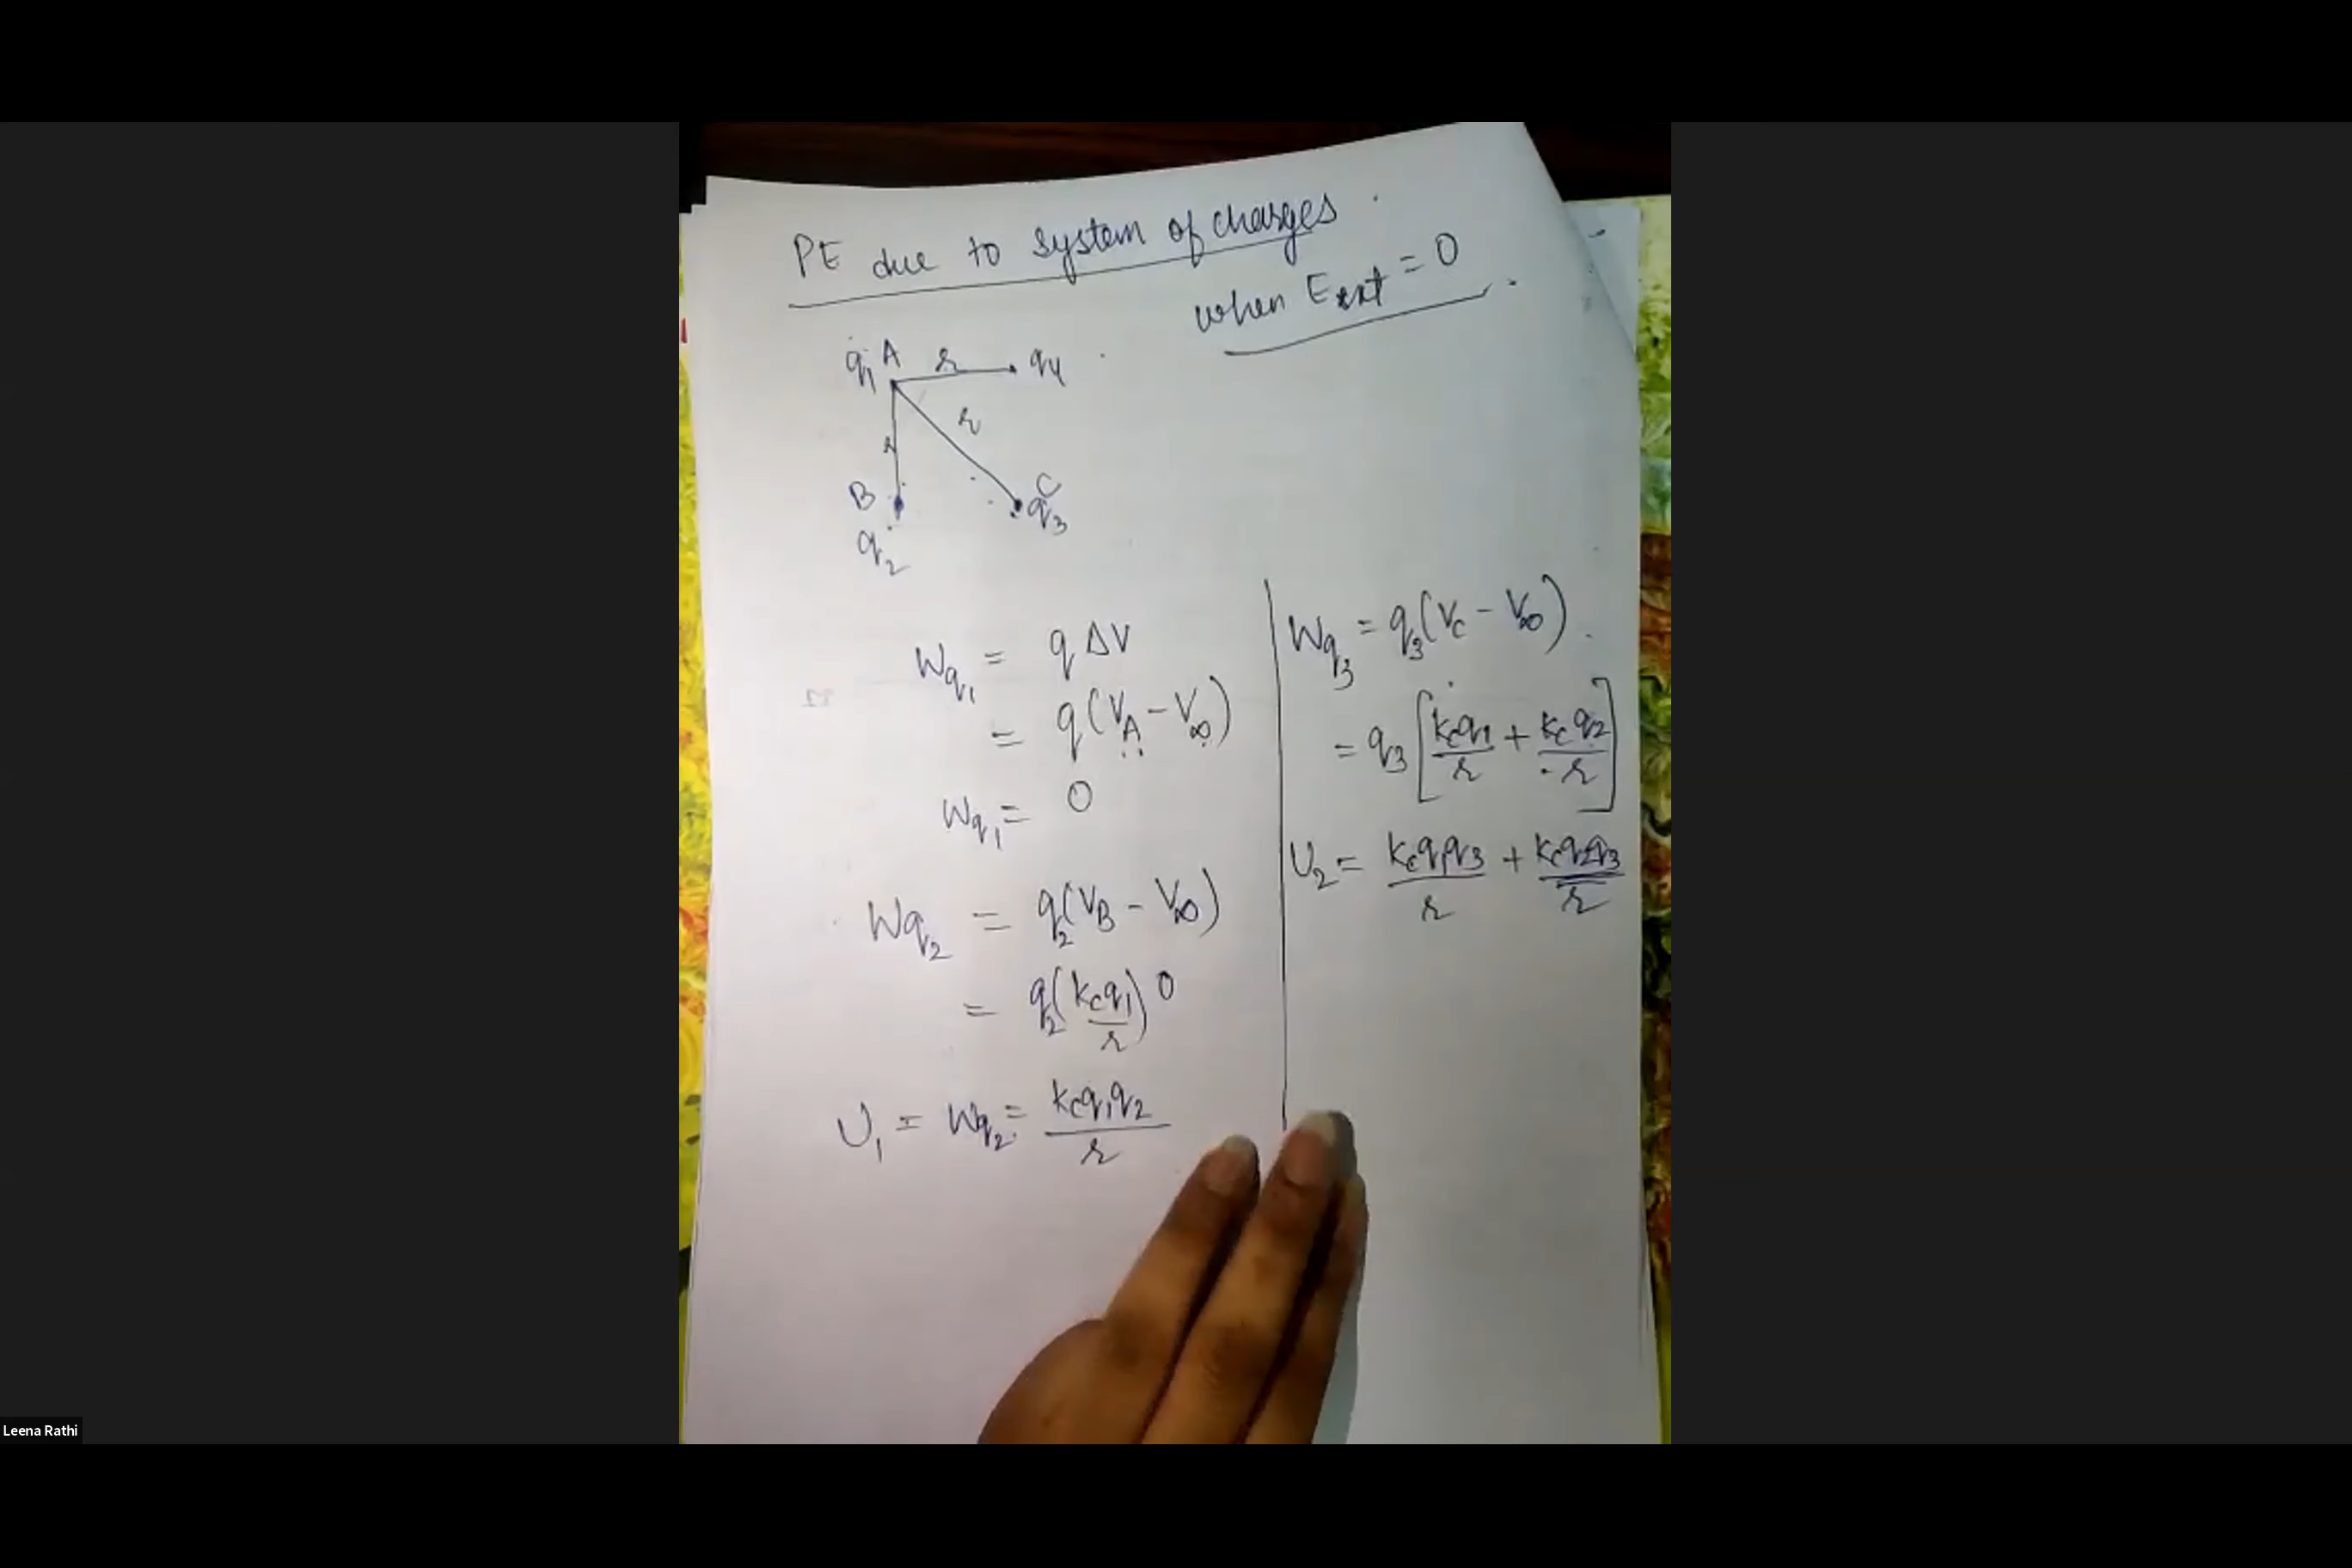 PE due to system of charges.
when Eext = 0
q1 A r q4
r
r
B C
q2 q3
Wq1 = q ΔV
= q(VA - V∞)
Wq1 = 0
Wq2 = q2(VB - V∞)
= q2(kcq1/r) 0
U1 = Wq2 = kcq1q2/r
Wq3 = q3(Vc - V∞)
= q3[kcq1/r + kcq2/r]
U2 = kcq1q3/r + kcq2q3/r
Leena Rathi